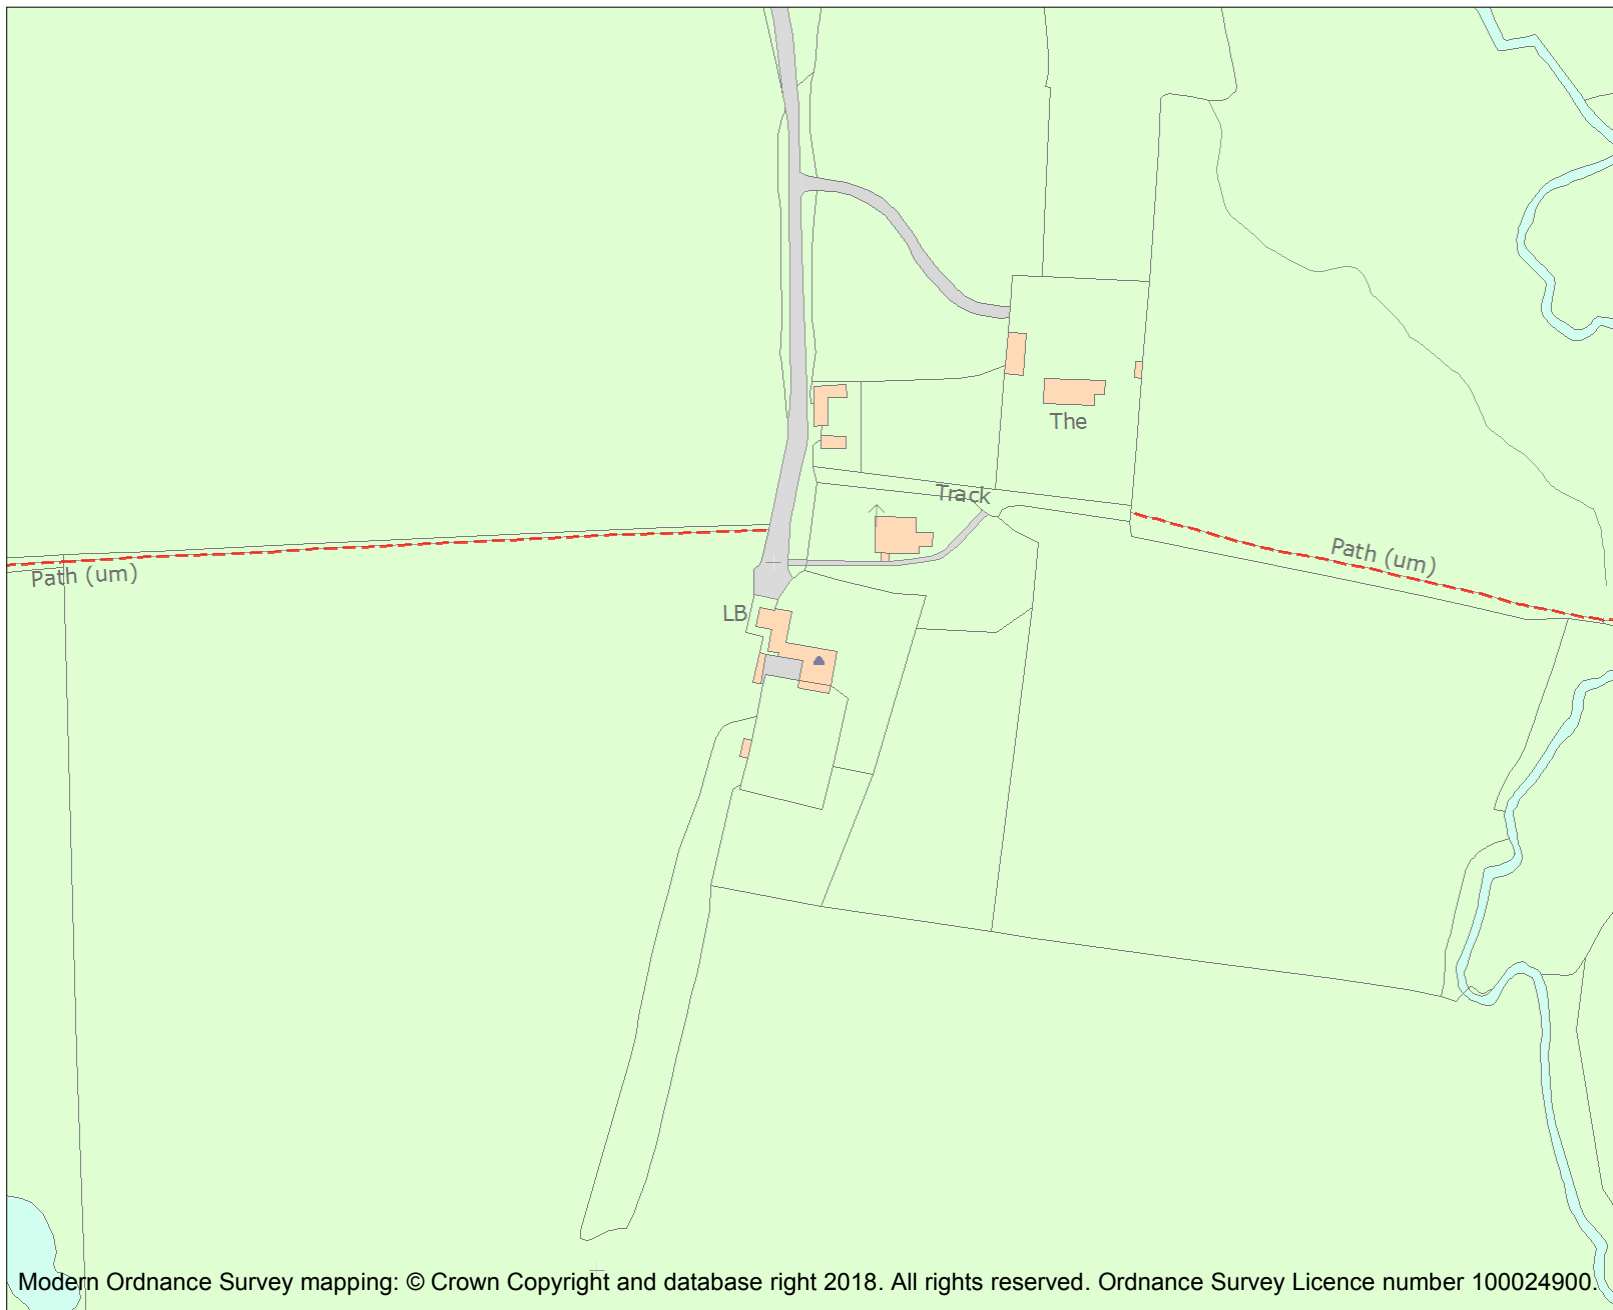 The
Track
Path (um)
Path (um)
LB
Modern Ordnance Survey mapping: © Crown Copyright and database right 2018. All rights reserved. Ordnance Survey Licence number 100024900.